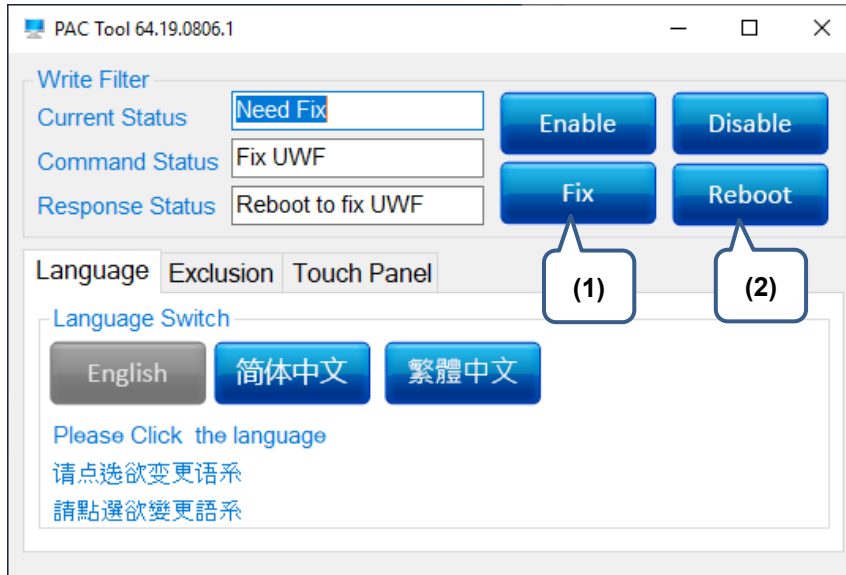 PAC Tool 64.19.0806.1
Write Filter
Current Status Need Fix Enable Disable
Command Status Fix UWF
Response Status Reboot to fix UWF Fix Reboot
(1) (2)
Language Exclusion Touch Panel
Language Switch
English 简体中文 繁體中文
Please Click the language
请点选欲变更语系
請點選欲變更語系